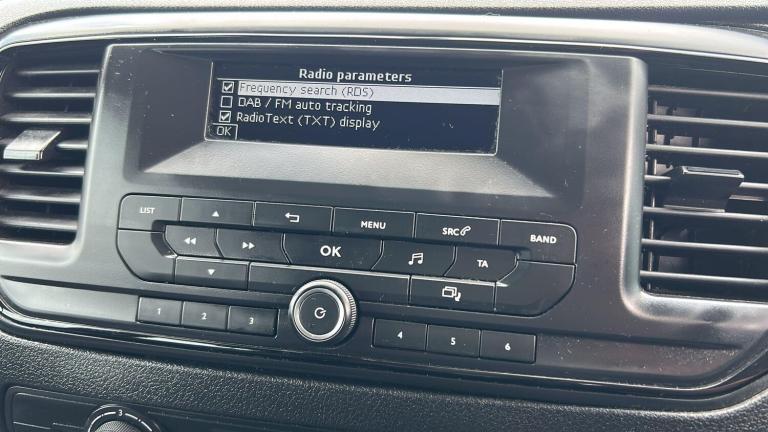 Radio parameters
Frequency search (RDS)
DAB / FM auto tracking
RadioText (TXT) display
OK
LIST
MENU
SRC
BAND
OK
TA
1
2
3
4
5
6
3